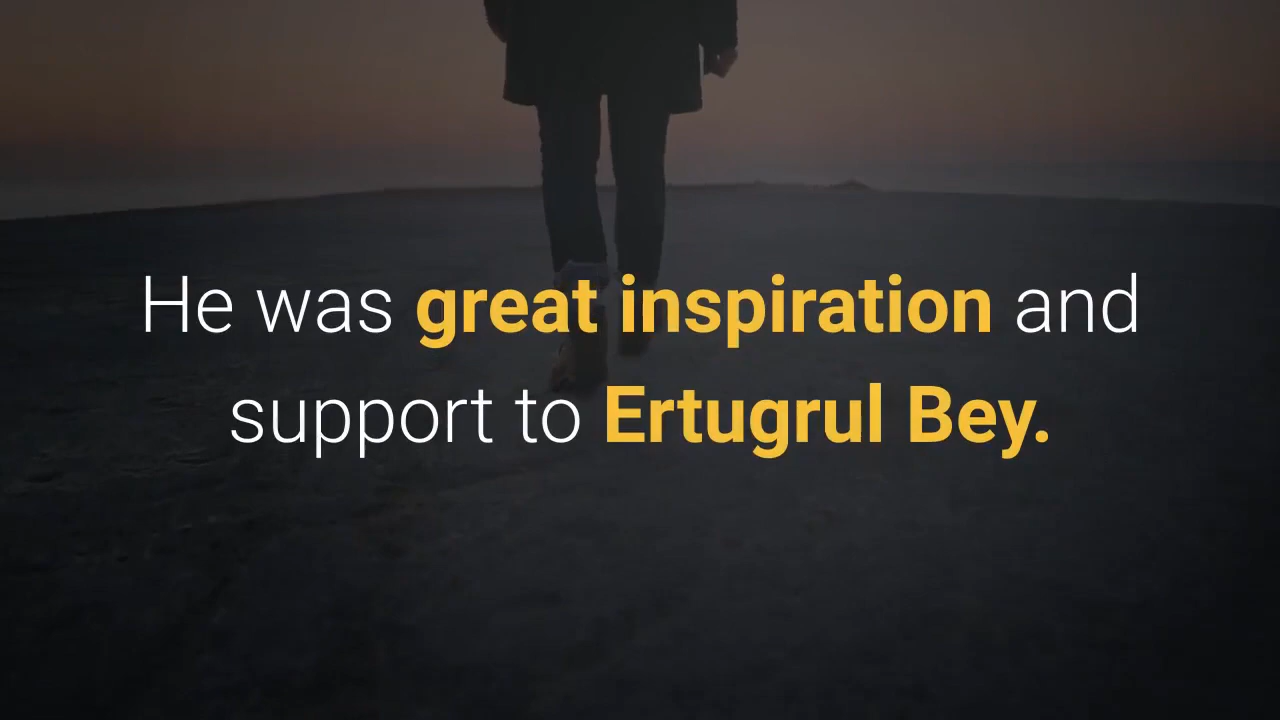 He was great inspiration and
support to Ertugrul Bey.